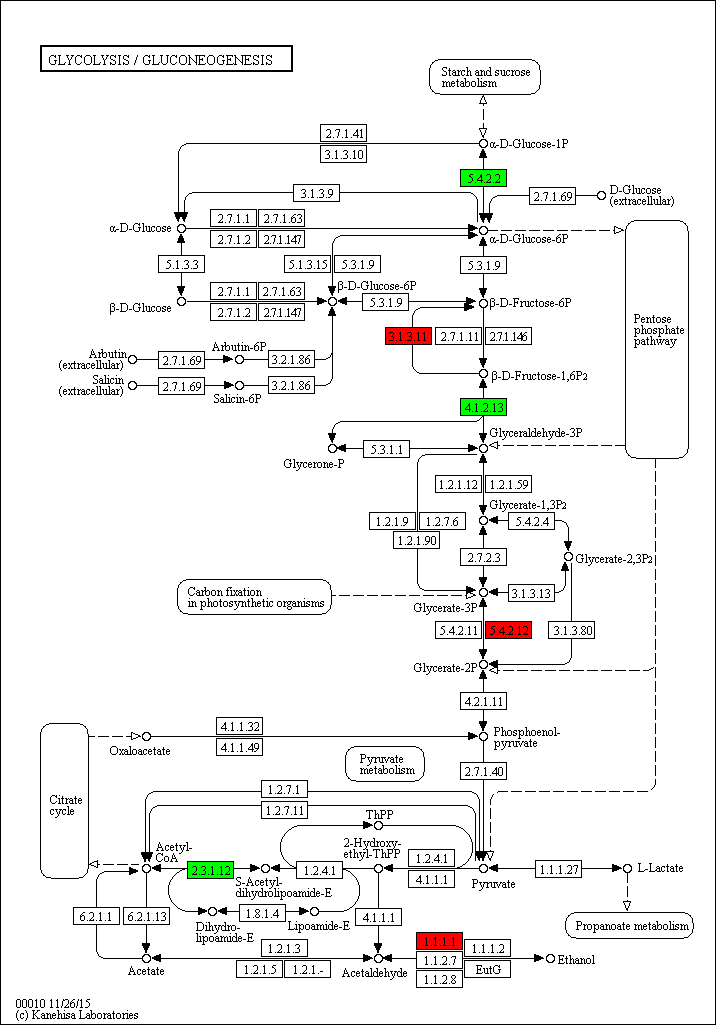 GLYCOLYSIS / GLUCONEOGENESIS
Starch and sucrose
metabolism
2.7.1.41
3.1.3.10
α-D-Glucose-1P
5.4.2.2
3.1.3.9
2.7.1.69
D-Glucose
(extracellular)
α-D-Glucose
2.7.1.1
2.7.1.63
2.7.1.2
2.7.1.147
α-D-Glucose-6P
5.1.3.3
5.1.3.15
5.3.1.9
5.3.1.9
β-D-Glucose-6P
β-D-Glucose
2.7.1.1
2.7.1.63
2.7.1.2
2.7.1.147
5.3.1.9
β-D-Fructose-6P
Pentose
phosphate
pathway
3.1.3.11
2.7.1.11
2.7.1.146
Arbutin
(extracellular)
2.7.1.69
Arbutin-6P
3.2.1.86
β-D-Fructose-1,6P2
Salicin
(extracellular)
2.7.1.69
Salicin-6P
3.2.1.86
4.1.2.13
Glyceraldehyde-3P
5.3.1.1
Glycerone-P
1.2.1.12
1.2.1.59
Glycerate-1,3P2
1.2.1.9
1.2.7.6
5.4.2.4
1.2.1.90
2.7.2.3
Glycerate-2,3P2
Carbon fixation
in photosynthetic organisms
3.1.3.13
Glycerate-3P
5.4.2.11
5.4.2.12
3.1.3.80
Glycerate-2P
4.2.1.11
4.1.1.32
Oxaloacetate
4.1.1.49
Phosphoenol-
pyruvate
Pyruvate
metabolism
2.7.1.40
Citrate
cycle
1.2.7.1
1.2.7.11
ThPP
Acetyl-
CoA
2-Hydroxy-
ethyl-ThPP
2.3.1.12
S-Acetyl-
dihydrolipoamide-E
1.2.4.1
1.2.4.1
4.1.1.1
Pyruvate
1.1.1.27
L-Lactate
6.2.1.1
6.2.1.13
Dihydro-
lipoamide-E
1.8.1.4
Lipoamide-E
4.1.1.1
Propanoate metabolism
Acetate
1.2.1.3
1.2.1.5
1.2.1.-
Acetaldehyde
1.1.1.1
1.1.1.2
1.1.2.7
1.1.2.8
EutG
Ethanol
00010 11/26/15
(c) Kanehisa Laboratories